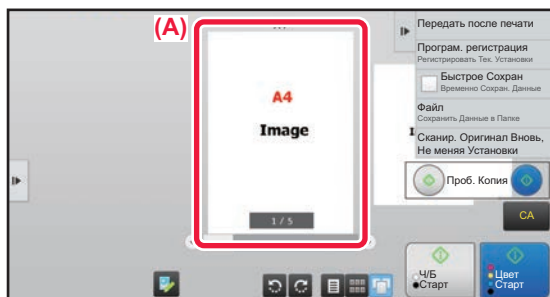 (A)
A4
Image
I
1 / 5
Передать после печати
Програм. регистрация
Регистрировать Тек. Установки
Быстрое Сохран
Временно Сохран. Данные
Файл
Сохранить Данные в Папке
Сканир. Оригинал Вновь,
Не меняя Установки
Проб. Копия
CA
Ч/Б
Старт
Цвет
Старт